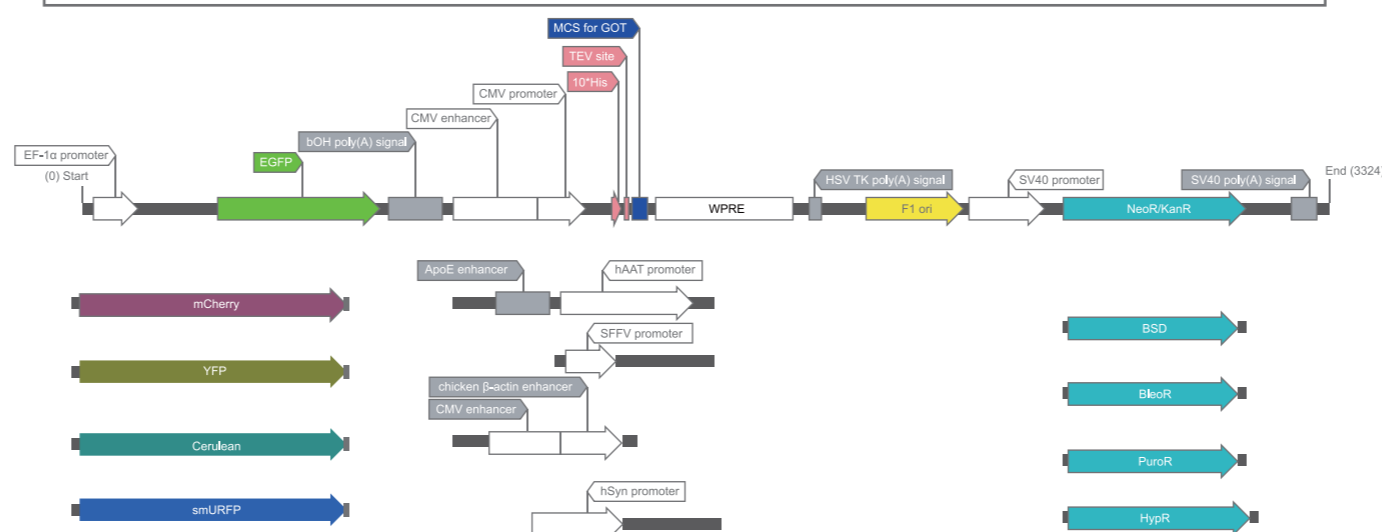 MCS for GOT
TEV site
10*His
CMV promoter
CMV enhancer
bOH poly(A) signal
EF-1α promoter
EGFP
(0) Start
HSV TK poly(A) signal
SV40 promoter
SV40 poly(A) signal
End (3324)
WPRE
F1 ori
NeoR/KanR
ApoE enhancer
hAAT promoter
mCherry
SFFV promoter
BSD
YFP
chicken β-actin enhancer
CMV enhancer
BleoR
Cerulean
PuroR
hSyn promoter
smURFP
HypR